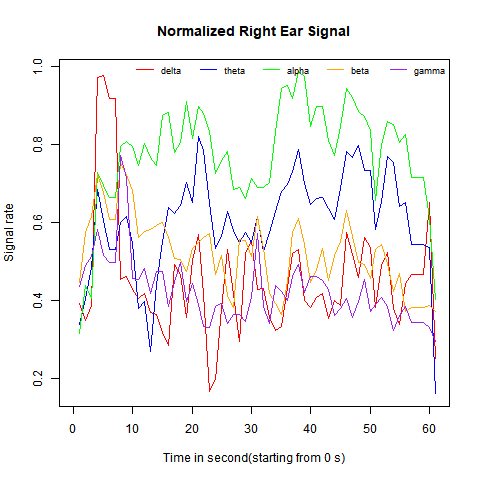 Normalized Right Ear Signal
delta theta alpha beta gamma
Signal rate
1.0
0.8
0.6
0.4
0.2
0 10 20 30 40 50 60
Time in second(starting from 0 s)